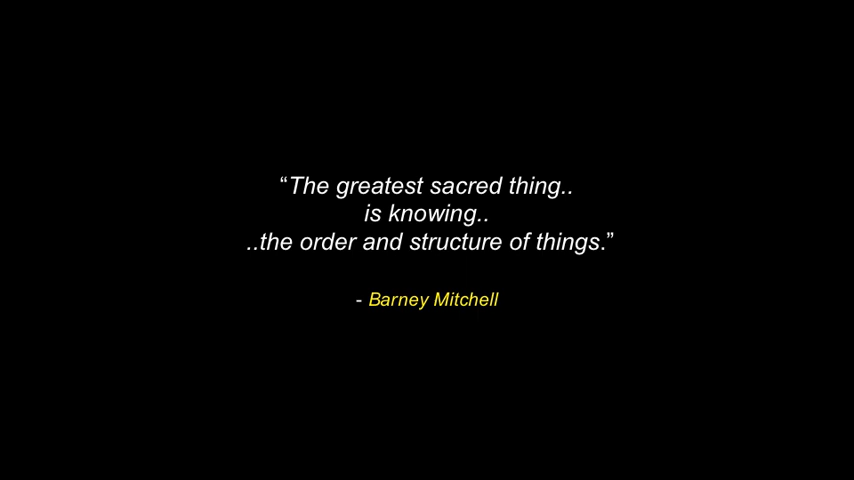 “The greatest sacred thing..
is knowing..
..the order and structure of things.”
- Barney Mitchell